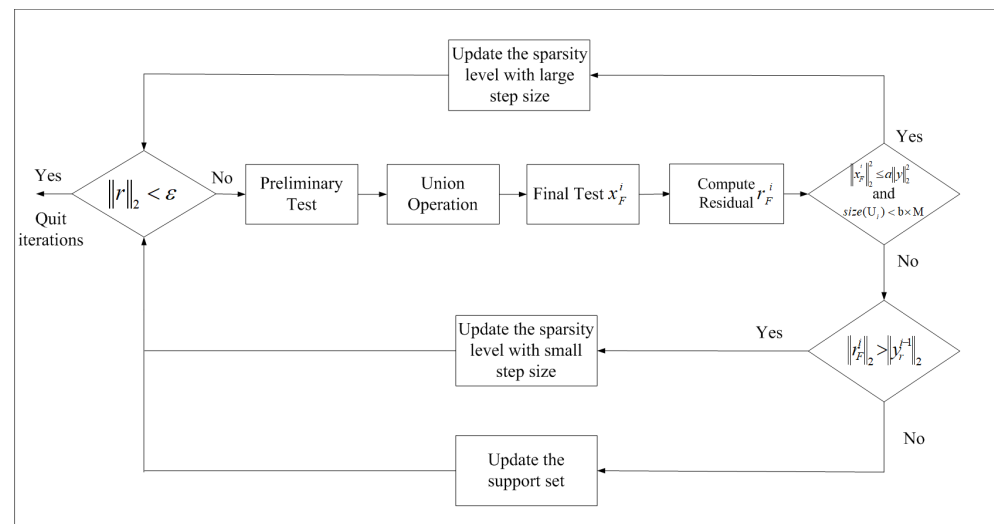 Update the sparsity
level with large
step size
Yes
Yes
‖r‖₂ < ε
No
Quit
iterations
Preliminary
Test
Union
Operation
Final Test x_F^i
Compute
Residual r_F^i
‖x_F^i‖₂² ≤ a‖y‖₂²
and
size(U_i) < b×M
No
Update the sparsity
level with small
step size
Yes
‖r_F^i‖₂ > ‖y_r^{i-1}‖₂
No
Update the
support set